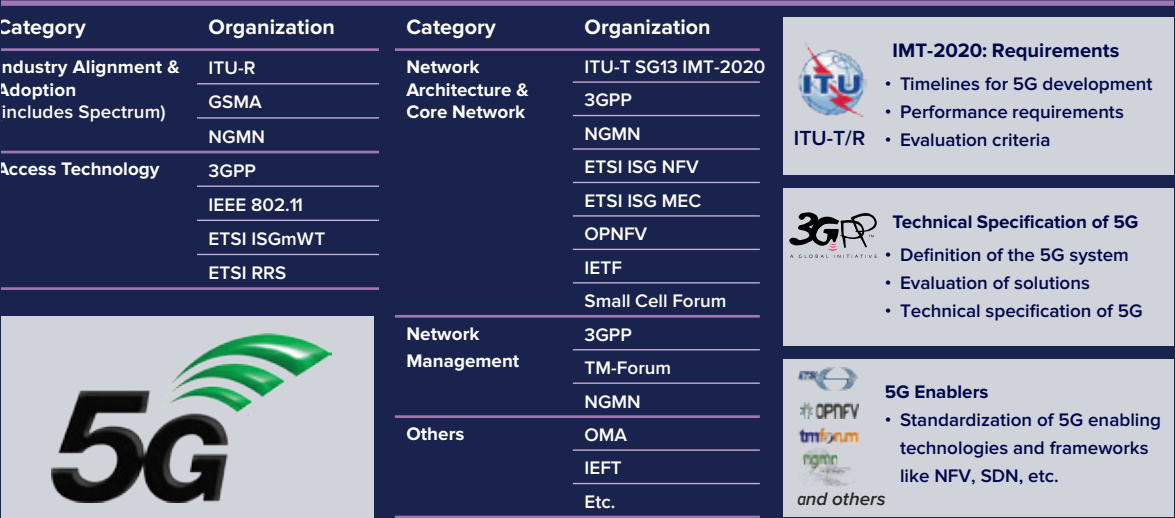 Category Organization
ndustry Alignment & ITU-R
Adoption
includes Spectrum) GSMA
NGMN
Access Technology 3GPP
IEEE 802.11
ETSI ISGmWT
ETSI RRS
5G
Category Organization
Network ITU-T SG13 IMT-2020
Architecture &
Core Network 3GPP
NGMN
ETSI ISG NFV
ETSI ISG MEC
OPNFV
IETF
Small Cell Forum
Network 3GPP
Management TM-Forum
NGMN
Others OMA
IEFT
Etc.
ITU
ITU-T/R
IMT-2020: Requirements
• Timelines for 5G development
• Performance requirements
• Evaluation criteria
3GPP™
A GLOBAL INITIATIVE
Technical Specification of 5G
• Definition of the 5G system
• Evaluation of solutions
• Technical specification of 5G
ETSI
OPNFV
tmforum
ngmn
and others
5G Enablers
• Standardization of 5G enabling
technologies and frameworks
like NFV, SDN, etc.